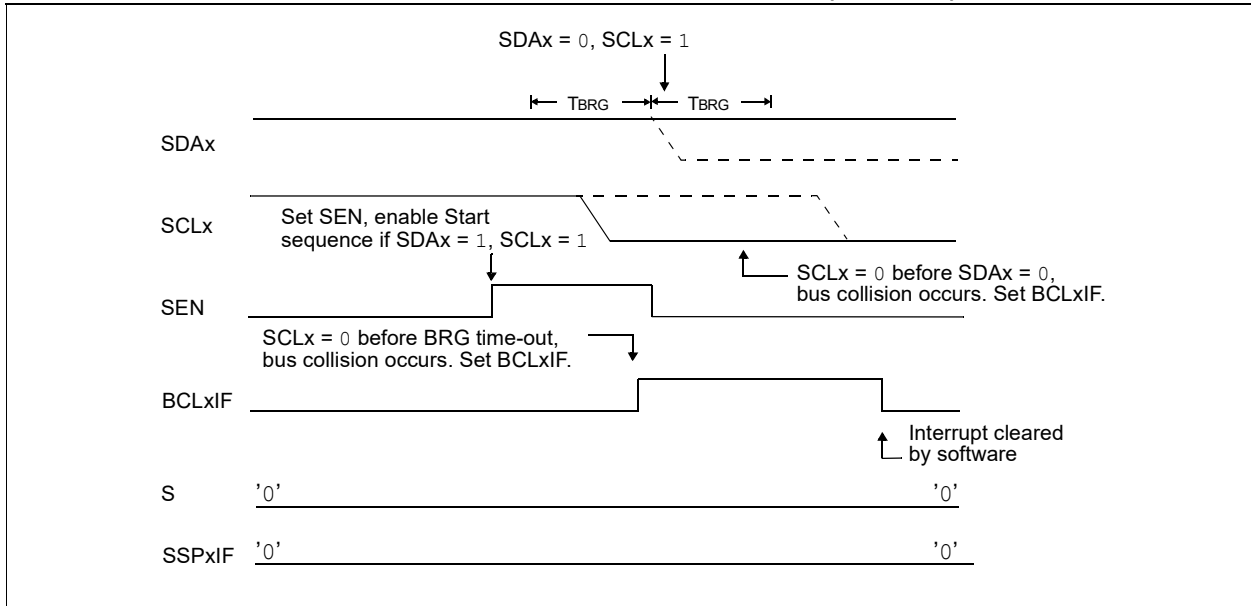 SDAx = 0, SCLx = 1
TBRG TBRG
SDAx
SCLx
Set SEN, enable Start
sequence if SDAx = 1, SCLx = 1
SCLx = 0 before SDAx = 0,
bus collision occurs. Set BCLxIF.
SEN
SCLx = 0 before BRG time-out,
bus collision occurs. Set BCLxIF.
BCLxIF
Interrupt cleared
by software
S '0' '0'
SSPxIF '0' '0'